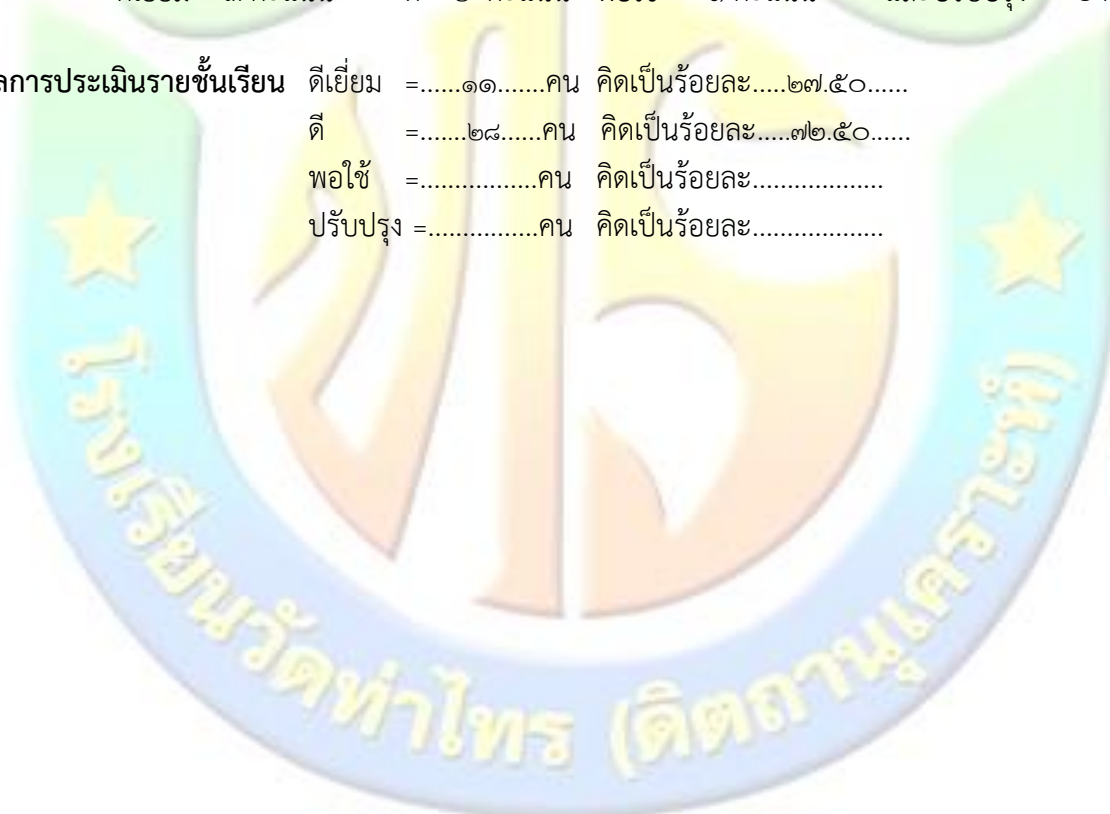 ลการประเมินรายชั้นเรียน ดีเยี่ยม =......๑๑.......คน คิดเป็นร้อยละ.....๒๗.๕๐......
ดี =.......๒๘......คน คิดเป็นร้อยละ.....๗๒.๕๐......
พอใช้ =.................คน คิดเป็นร้อยละ...................
ปรับปรุง =................คน คิดเป็นร้อยละ...................
โรงเรียนวัดท่าไทร (ดิตถานุเคราะห์)